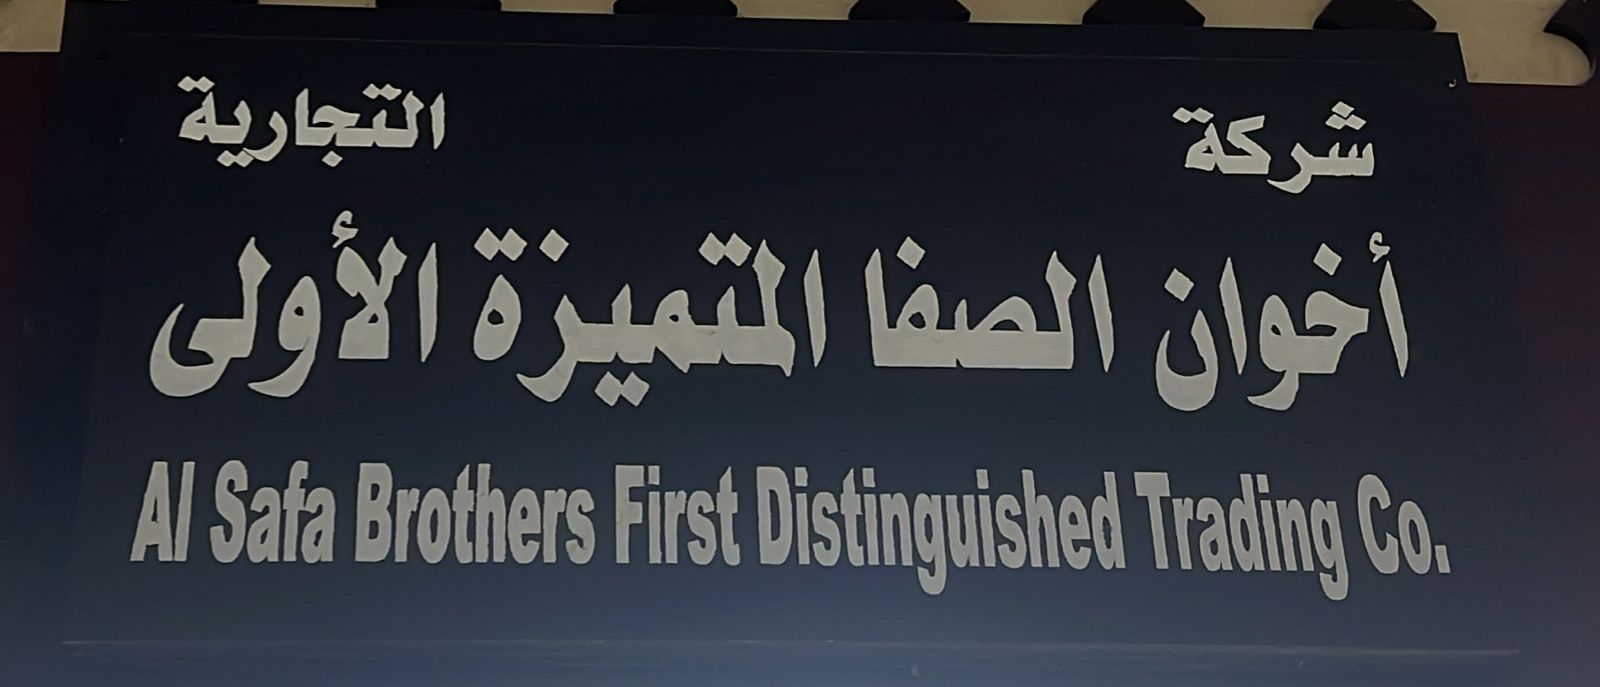 شركة التجارية
أخوان الصفا المتميزة الأولى
Al Safa Brothers First Distinguished Trading Co.